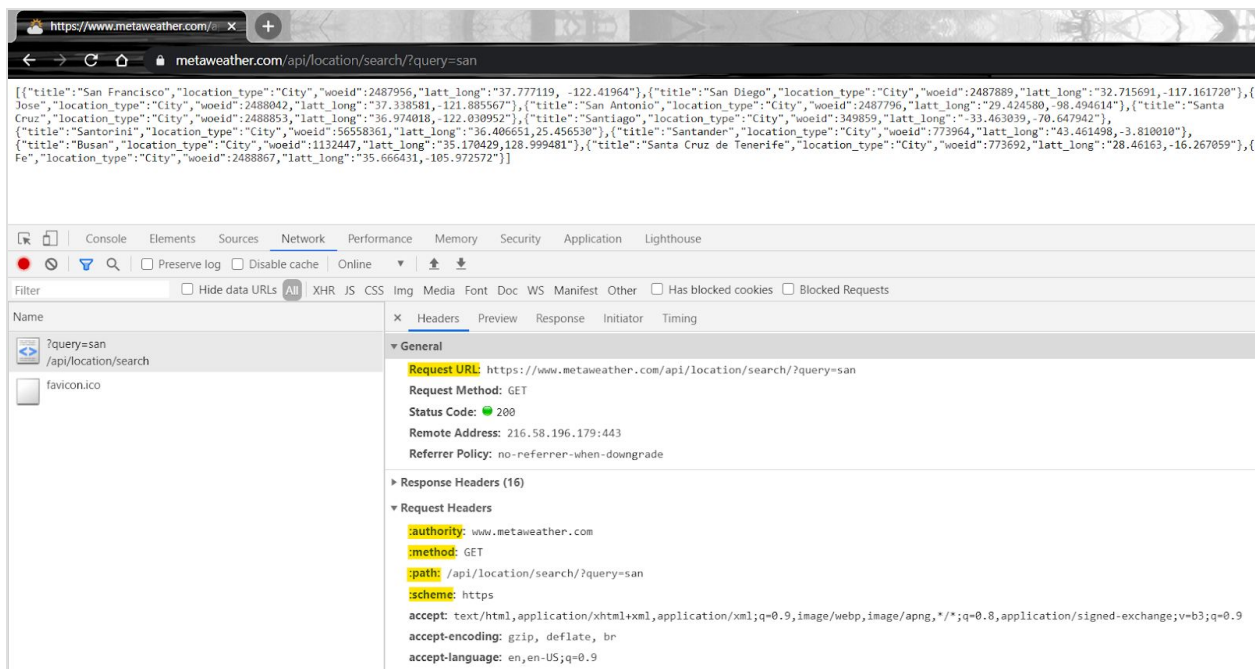 https://www.metaweather.com/a
metaweather.com/api/location/search/?query=san
[{"title":"San Francisco","location_type":"City","woeid":2487956,"latt_long":"37.777119, -122.41964"},{"title":"San Diego","location_type":"City","woeid":2487889,"latt_long":"32.715691,-117.161720"},{
Jose","location_type":"City","woeid":2488042,"latt_long":"37.338581,-121.885567"},{"title":"San Antonio","location_type":"City","woeid":2487796,"latt_long":"29.424580,-98.494614"},{"title":"Santa
Cruz","location_type":"City","woeid":2488853,"latt_long":"36.974018,-122.030952"},{"title":"Santiago","location_type":"City","woeid":349859,"latt_long":"-33.463039,-70.647942"},
{"title":"Santorini","location_type":"City","woeid":56558361,"latt_long":"36.406651,25.456530"},{"title":"Santander","location_type":"City","woeid":773964,"latt_long":"43.461498,-3.810010"},
{"title":"Busan","location_type":"City","woeid":1132447,"latt_long":"35.170429,128.999481"},{"title":"Santa Cruz de Tenerife","location_type":"City","woeid":773692,"latt_long":"28.46163,-16.267059"},{
Fe","location_type":"City","woeid":2488867,"latt_long":"35.666431,-105.972572"}]
Console Elements Sources Network Performance Memory Security Application Lighthouse
Preserve log Disable cache Online
Filter Hide data URLs All XHR JS CSS Img Media Font Doc WS Manifest Other Has blocked cookies Blocked Requests
Name
?query=san
/api/location/search
favicon.ico
Headers Preview Response Initiator Timing
General
Request URL: https://www.metaweather.com/api/location/search/?query=san
Request Method: GET
Status Code: 200
Remote Address: 216.58.196.179:443
Referrer Policy: no-referrer-when-downgrade
Response Headers (16)
Request Headers
:authority: www.metaweather.com
:method: GET
:path: /api/location/search/?query=san
:scheme: https
accept: text/html,application/xhtml+xml,application/xml;q=0.9,image/webp,image/apng,*/*;q=0.8,application/signed-exchange;v=b3;q=0.9
accept-encoding: gzip, deflate, br
accept-language: en,en-US;q=0.9